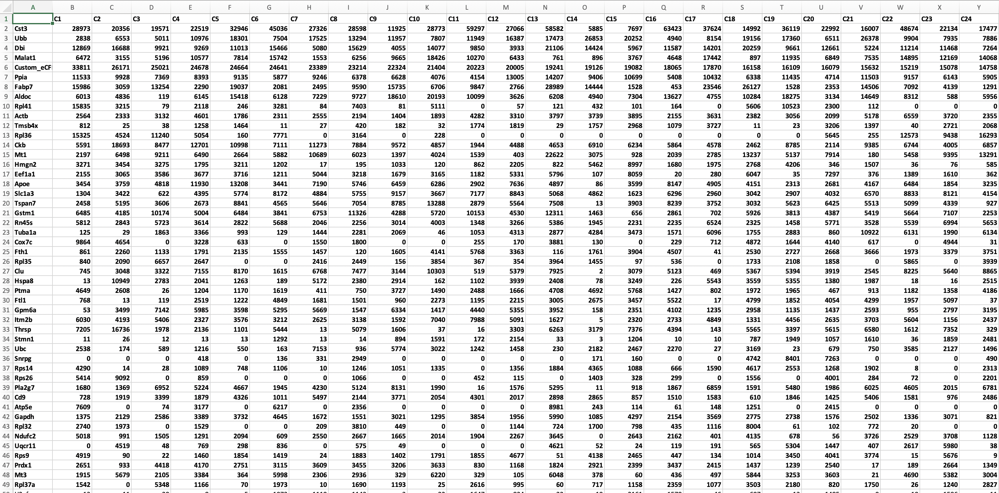 A B C D E F G H I J K L M N O P Q R S T U V W X Y
1 C1 C2 C3 C4 C5 C6 C7 C8 C9 C10 C11 C12 C13 C14 C15 C16 C17 C18 C19 C20 C21 C22 C23 C24
2 Cst3 28973 20356 19571 22519 32946 45036 27326 28598 11925 28773 59297 27066 58582 5885 7697 63423 37624 14992 36119 22992 16007 48674 22134 17477
3 Ubb 2838 6553 5011 10976 18301 7504 17525 13294 11957 7807 11949 16387 17473 26853 20252 4940 8154 19156 17360 6511 26378 9904 7935 7886
4 Dbi 12869 16688 9921 9269 11013 15466 5080 15629 4055 14077 9850 3933 21106 14424 5967 11587 14201 20259 9661 12661 5224 11214 11468 7264
5 Malat1 6472 3155 5196 10577 7814 15742 1553 6256 9665 18426 10270 6433 761 896 3767 4648 17442 897 11935 6849 7535 14895 12169 14068
6 Custom_eCF 33811 26171 25021 24678 24664 24641 23389 23214 22324 21404 20223 20005 19241 19126 19082 18065 17870 16158 16109 16079 15632 15219 15078 14758
7 Ppia 11533 9928 7369 8393 9135 5877 9246 6378 6628 4076 4154 13005 14207 9406 10699 5408 10432 6338 11435 4714 11503 9157 6143 5905
8 Fabp7 15986 3059 13254 2290 19037 2081 2495 9590 15735 6706 9847 2766 28989 14444 1528 453 23546 26127 1528 2353 14506 7092 4139 1291
9 Aldoc 6013 4836 119 6145 15418 6128 7229 9727 18610 20193 10099 3626 6208 4940 7304 13627 4755 10284 18275 3134 14649 8312 588 5956
10 Rpl41 15835 3215 79 2118 246 3281 84 7403 81 5111 0 57 121 432 101 164 0 5606 10523 2300 112 0 0 0
11 Actb 2564 2333 3132 4601 1786 2311 2555 2194 1404 1893 4282 3310 3797 3739 3895 2155 3631 2382 3056 2099 5178 6559 3720 2355
12 Tmsb4x 812 25 38 1258 1464 11 27 420 182 32 1774 1819 29 1757 2968 1079 3727 11 23 3206 1397 40 2721 2068
13 Rpl36 15325 4524 11240 5054 160 7771 0 3164 0 228 0 0 0 0 0 0 0 0 0 5645 255 12573 9438 16293
14 Ckb 5591 18693 8477 12701 10998 7111 11273 7884 9572 4857 1944 4488 4653 6910 6234 5864 4578 2462 8785 2114 9385 6744 4005 6857
15 Mt1 2197 6498 9211 6490 2664 5882 10689 6023 1397 4024 1539 403 22622 3075 928 2039 2785 13237 5137 7914 180 5458 9395 13291
16 Hmgn2 3271 3454 3275 1795 3211 1202 17 195 1033 120 862 2205 822 5462 8997 1680 1975 2768 4206 346 1507 36 76 585
17 Eef1a1 2155 3065 3586 3677 3716 1211 5044 3218 1679 3165 1182 5331 5796 107 8059 20 280 6047 35 7297 376 1389 1610 362
18 Apoe 3454 3759 4818 11930 13208 3441 7190 5746 6459 6286 2902 7636 4897 86 3599 8147 4905 4151 2313 2681 4167 6484 1854 3235
19 Slc1a3 1304 3422 622 4395 5774 8172 4884 5755 9157 3667 7177 8843 5068 4862 1623 6296 2960 3042 2907 4032 6570 8833 8121 4154
20 Tspan7 2458 5195 3606 2673 8841 4565 5646 7054 8785 13288 2879 5564 7508 13 3903 8239 3752 3032 5623 6425 5513 5099 4339 927
21 Gstm1 6485 4185 10174 5004 6484 3841 6753 11326 4288 5720 10153 4530 12311 1463 656 2861 702 5926 3813 4387 5419 5664 7107 2253
22 Rn45s 5812 2843 5723 3614 2822 5688 2046 2256 3014 4003 1348 3266 5386 1945 2231 2235 6524 2325 1458 5771 3528 5539 6994 5653
23 Tuba1a 125 29 1863 3366 993 129 1444 2281 2069 46 1053 4313 2877 4284 3473 1571 6096 1755 2883 860 10922 6131 1990 6134
24 Cox7c 9864 4654 0 3228 633 0 1550 1800 0 0 255 170 3881 130 0 229 712 4872 1644 4140 617 0 4944 31
25 Fth1 861 2260 1133 1791 2135 1555 1457 120 1605 4141 5768 3363 116 1761 3904 4507 41 2530 2727 2668 3666 1973 3379 3751
26 Rpl35 840 2090 6657 2647 0 0 2416 2449 156 3854 367 354 3964 1455 97 536 0 1733 2108 1858 0 5865 0 3939
27 Clu 745 3048 3322 7155 8170 1615 6768 7477 3144 10303 519 5379 7925 2 3079 5123 469 5367 5394 3919 2545 8225 5640 8865
28 Hspa8 13 10949 2783 2041 1263 189 5172 2380 2914 162 1102 3939 2408 78 3249 226 5543 3559 5355 1380 1987 18 16 2515
29 Ptma 4649 2608 26 1204 1170 1619 411 750 3727 1490 2488 1666 4708 4692 5768 1427 802 1972 1965 467 913 1182 1358 4186
30 Ftl1 768 13 119 2519 1222 4849 1681 1501 960 2273 1195 2215 3005 2675 3457 5522 17 4799 1852 4054 4299 1957 5097 37
31 Gpm6a 53 3499 7142 5985 3598 5295 5669 1547 6334 1417 4440 5355 3952 158 2351 4102 1235 2958 1135 1437 2593 955 2797 3195
32 Itm2b 6030 4193 5406 2327 3576 3212 2625 3138 1592 7040 7988 5091 1627 5 2320 2733 4849 1331 4456 2635 3703 5604 1156 2437
33 Thrsp 7205 16736 1978 2136 1101 5444 13 5079 1606 37 16 3303 6263 3179 7376 4394 143 5565 3397 5615 6580 1612 7352 329
34 Stmn1 11 26 12 13 13 1292 13 14 894 1591 172 2154 33 3 1204 10 10 787 1949 1057 1610 36 1859 2481
35 Ubc 2538 174 589 1216 550 163 7153 936 5774 3022 1242 1458 230 2182 2467 2270 27 3169 23 679 750 3585 2127 1496
36 Snrpg 0 0 0 418 0 136 331 2949 0 0 0 0 0 171 160 0 0 4742 8401 7263 0 0 0 490
37 Rps14 4290 14 28 1089 748 1106 10 1246 1051 1335 0 1356 1884 4365 1088 666 1590 4617 2553 1268 1902 8 0 2313
38 Rps26 5414 9092 0 859 0 0 0 1066 0 0 452 115 0 1403 328 299 0 1556 0 4001 284 72 0 2201
39 Pla2g7 1680 1369 6952 5224 4667 1945 4230 5124 8131 1990 16 1576 5295 11 918 1867 6859 1591 5480 1986 6025 4605 2015 6781
40 Cd9 728 1919 3399 1879 4326 1011 5497 2144 3771 2054 4301 2017 2898 2865 857 1510 1583 610 1846 1425 5406 1581 976 2486
41 Atp5e 7609 0 74 3177 0 6217 0 2356 0 0 0 0 8981 243 114 61 148 1251 0 2415 0 0 0 0
42 Gapdh 1375 2129 2586 3389 3732 4645 1672 1551 3021 1295 3854 1956 5990 1085 4297 2154 3569 2775 2738 1576 2502 1336 3071 821
43 Rpl32 2740 1973 0 1529 0 0 209 3810 449 0 0 1144 724 1700 798 435 1116 8004 61 102 772 20 0 0
44 Ndufc2 5018 991 1505 1291 2094 609 2550 2667 1665 2014 1904 2267 3645 0 2643 2162 401 4135 678 56 3726 2529 3708 1128
45 Uqcr11 0 4519 48 769 298 836 0 575 49 0 0 0 4621 52 24 119 191 565 5304 1447 407 2617 5980 38
46 Rps9 4919 90 22 1460 1854 1419 24 1883 1402 1791 1855 4677 51 4138 2465 447 134 1014 3450 4041 3774 15 5676 9
47 Prdx1 2651 933 4418 4170 2751 3115 3609 3455 3206 3633 830 1168 1824 2921 2399 3437 2415 1437 1239 2540 17 189 2664 1349
48 Mt3 1915 5679 2105 3384 364 5998 2306 2936 329 6220 329 105 6048 378 60 436 497 5844 3253 3603 21 4690 5382 3004
49 Rpl37a 1542 0 5348 1166 70 1973 10 1690 1193 25 2616 995 60 717 1158 2359 1077 3503 2180 820 1750 26 1240 2827